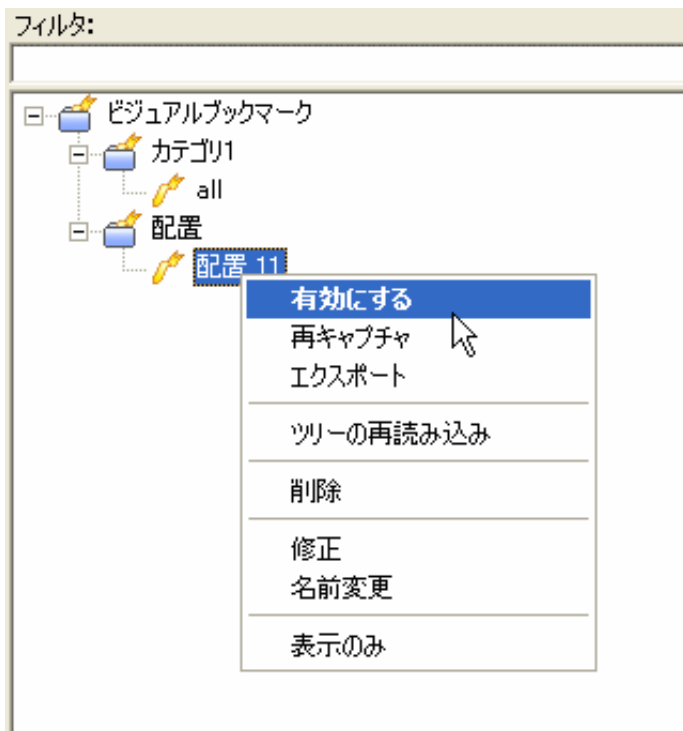 フィルタ:
ビジュアルブックマーク
カテゴリ1
all
配置
配置 11
有効にする
再キャプチャ
エクスポート
ツリーの再読み込み
削除
修正
名前変更
表示のみ